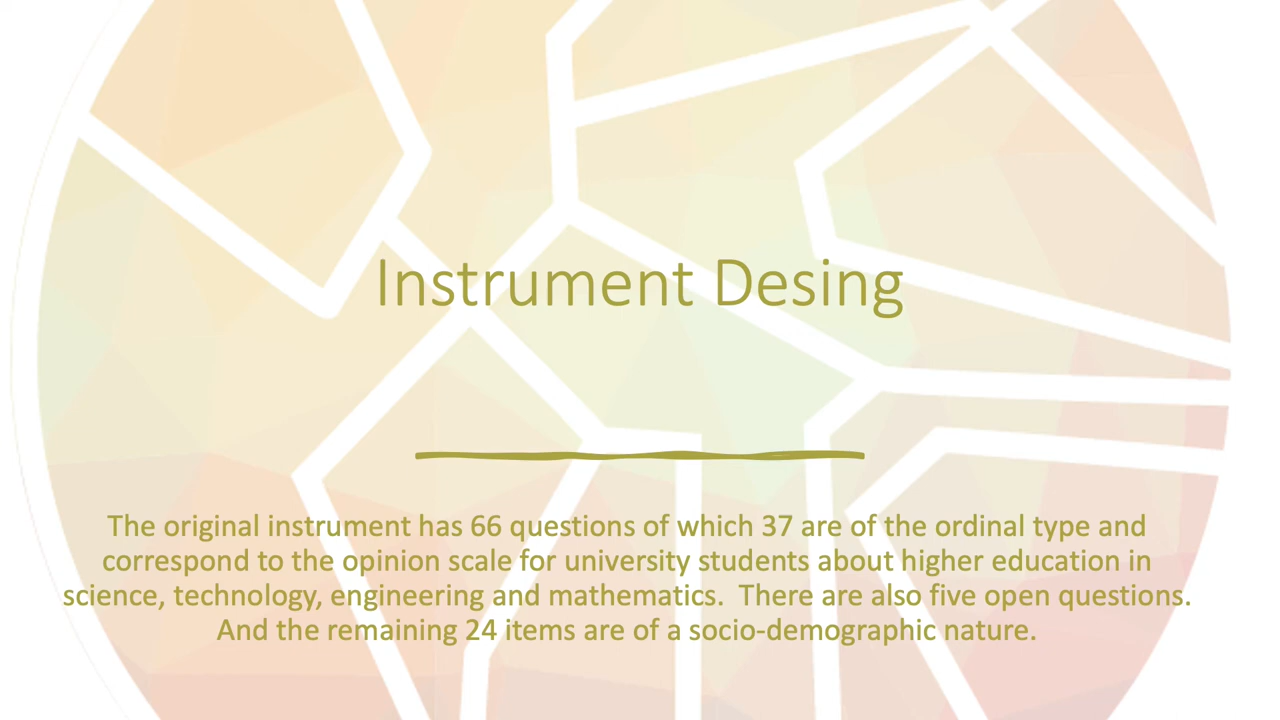 Instrument Desing
The original instrument has 66 questions of which 37 are of the ordinal type and
correspond to the opinion scale for university students about higher education in
science, technology, engineering and mathematics.  There are also five open questions.
And the remaining 24 items are of a socio-demographic nature.